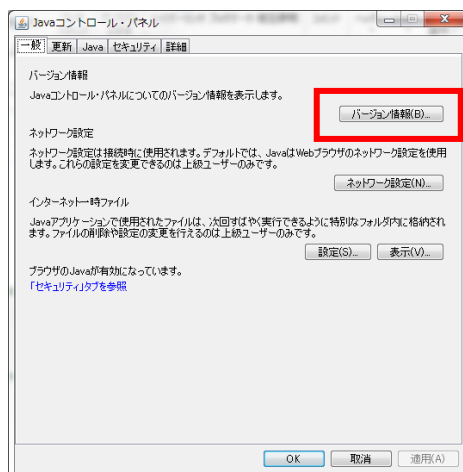 Javaコントロール・パネル
一般 更新 Java セキュリティ 詳細
バージョン情報
Javaコントロール・パネルについてのバージョン情報を表示します。
バージョン情報(B)...
ネットワーク設定
ネットワーク設定は接続時に使用されます。デフォルトでは、JavaはWebブラウザのネットワーク設定を使用
します。これらの設定を変更できるのは上級ユーザーのみです。
ネットワーク設定(N)...
インターネット一時ファイル
Javaアプリケーションで使用されたファイルは、次回すばやく実行できるように特別なフォルダ内に格納され
ます。ファイルの削除や設定の変更を行えるのは上級ユーザーのみです。
設定(S)... 表示(V)...
ブラウザのJavaが有効になっています。
「セキュリティ」タブを参照
OK 取消 適用(A)